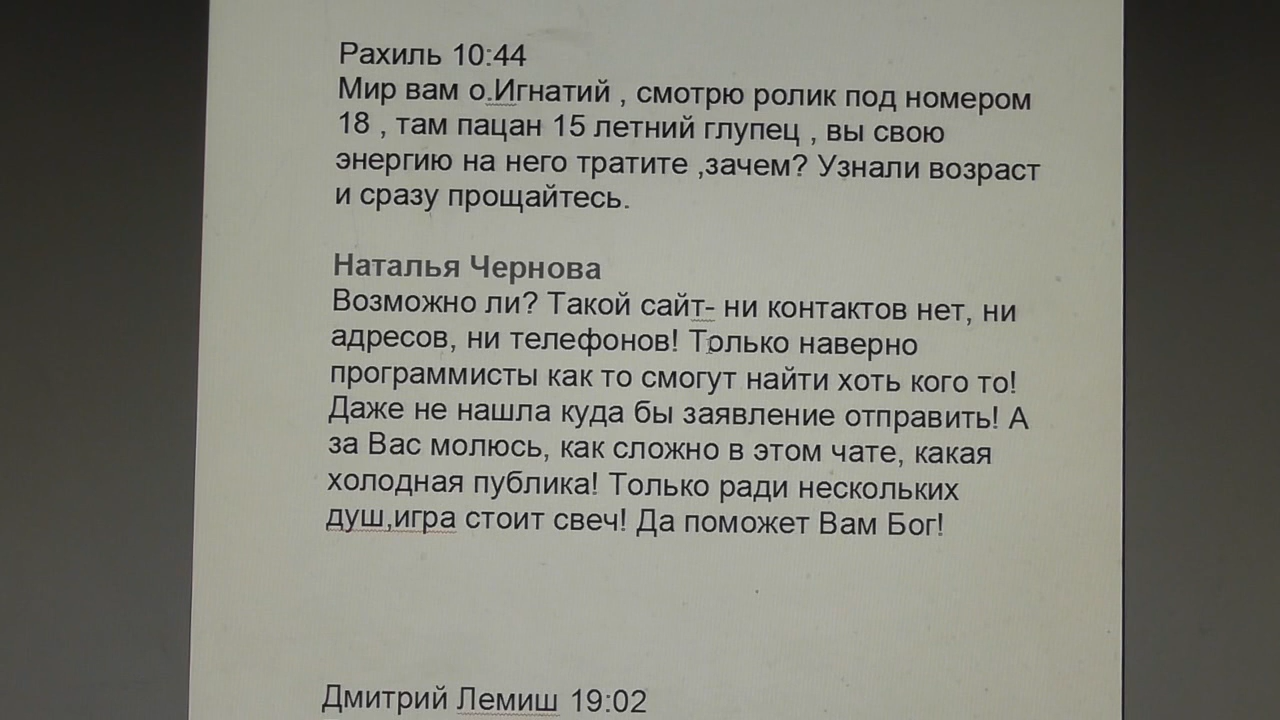 Рахиль 10:44
Мир вам о.Игнатий , смотрю ролик под номером
18 , там пацан 15 летний глупец , вы свою
энергию на него тратите ,зачем? Узнали возраст
и сразу прощайтесь.
Наталья Чернова
Возможно ли? Такой сайт- ни контактов нет, ни
адресов, ни телефонов! Только наверно
программисты как то смогут найти хоть кого то!
Даже не нашла куда бы заявление отправить! А
за Вас молюсь, как сложно в этом чате, какая
холодная публика! Только ради нескольких
душ,игра стоит свеч! Да поможет Вам Бог!
Дмитрий Лемиш 19:02